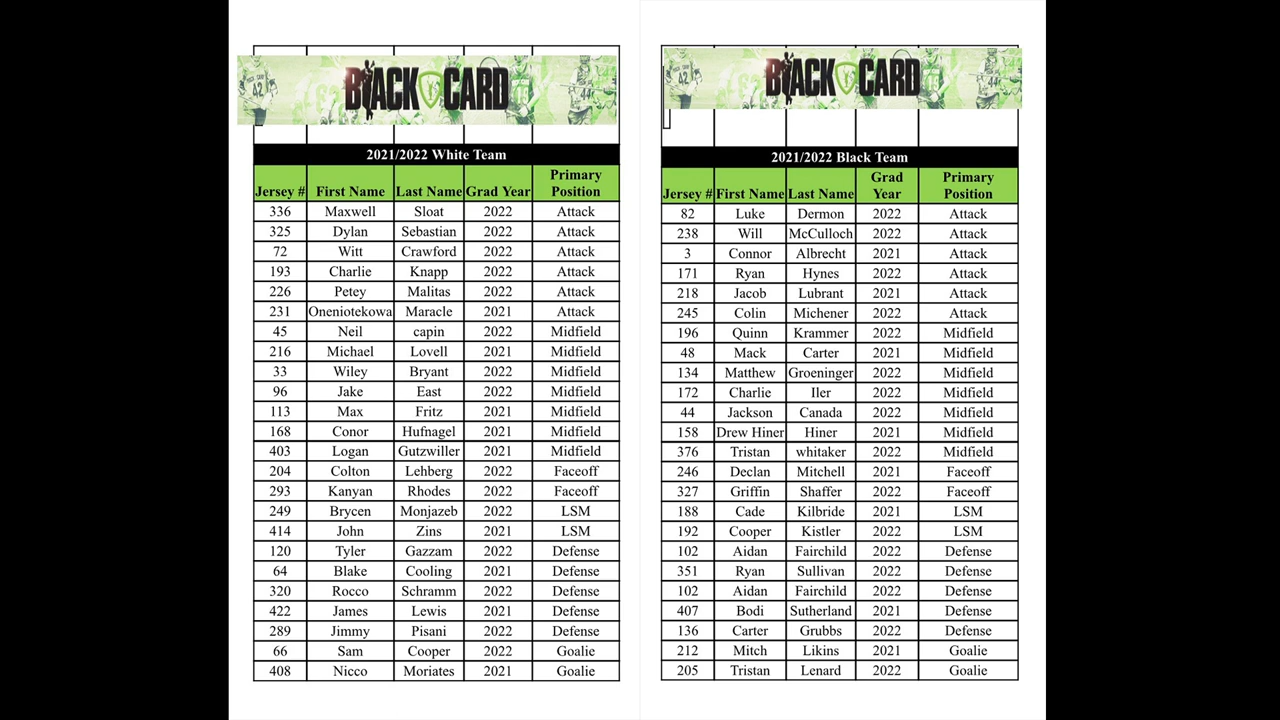 BLACK CARD
2021/2022 White Team
Jersey # First Name Last Name Grad Year Primary Position
336 Maxwell Sloat 2022 Attack
325 Dylan Sebastian 2022 Attack
72 Witt Crawford 2022 Attack
193 Charlie Knapp 2022 Attack
226 Petey Malitas 2022 Attack
231 Oneniotekowa Maracle 2021 Attack
45 Neil capin 2022 Midfield
216 Michael Lovell 2021 Midfield
33 Wiley Bryant 2022 Midfield
96 Jake East 2022 Midfield
113 Max Fritz 2021 Midfield
168 Conor Hufnagel 2021 Midfield
403 Logan Gutzwiller 2021 Midfield
204 Colton Lehberg 2022 Faceoff
293 Kanyan Rhodes 2022 Faceoff
249 Brycen Monjazeb 2022 LSM
414 John Zins 2021 LSM
120 Tyler Gazzam 2022 Defense
64 Blake Cooling 2021 Defense
320 Rocco Schramm 2022 Defense
422 James Lewis 2021 Defense
289 Jimmy Pisani 2022 Defense
66 Sam Cooper 2022 Goalie
408 Nicco Moriates 2021 Goalie
BLACK CARD
2021/2022 Black Team
Jersey # First Name Last Name Grad Year Primary Position
82 Luke Dermon 2022 Attack
238 Will McCulloch 2022 Attack
3 Connor Albrecht 2021 Attack
171 Ryan Hynes 2022 Attack
218 Jacob Lubrant 2021 Attack
245 Colin Michener 2022 Attack
196 Quinn Krammer 2022 Midfield
48 Mack Carter 2021 Midfield
134 Matthew Groeninger 2022 Midfield
172 Charlie Iler 2022 Midfield
44 Jackson Canada 2022 Midfield
158 Drew Hiner Hiner 2021 Midfield
376 Tristan whitaker 2022 Midfield
246 Declan Mitchell 2021 Faceoff
327 Griffin Shaffer 2022 Faceoff
188 Cade Kilbride 2021 LSM
192 Cooper Kistler 2022 LSM
102 Aidan Fairchild 2022 Defense
351 Ryan Sullivan 2022 Defense
102 Aidan Fairchild 2022 Defense
407 Bodi Sutherland 2021 Defense
136 Carter Grubbs 2022 Defense
212 Mitch Likins 2021 Goalie
205 Tristan Lenard 2022 Goalie